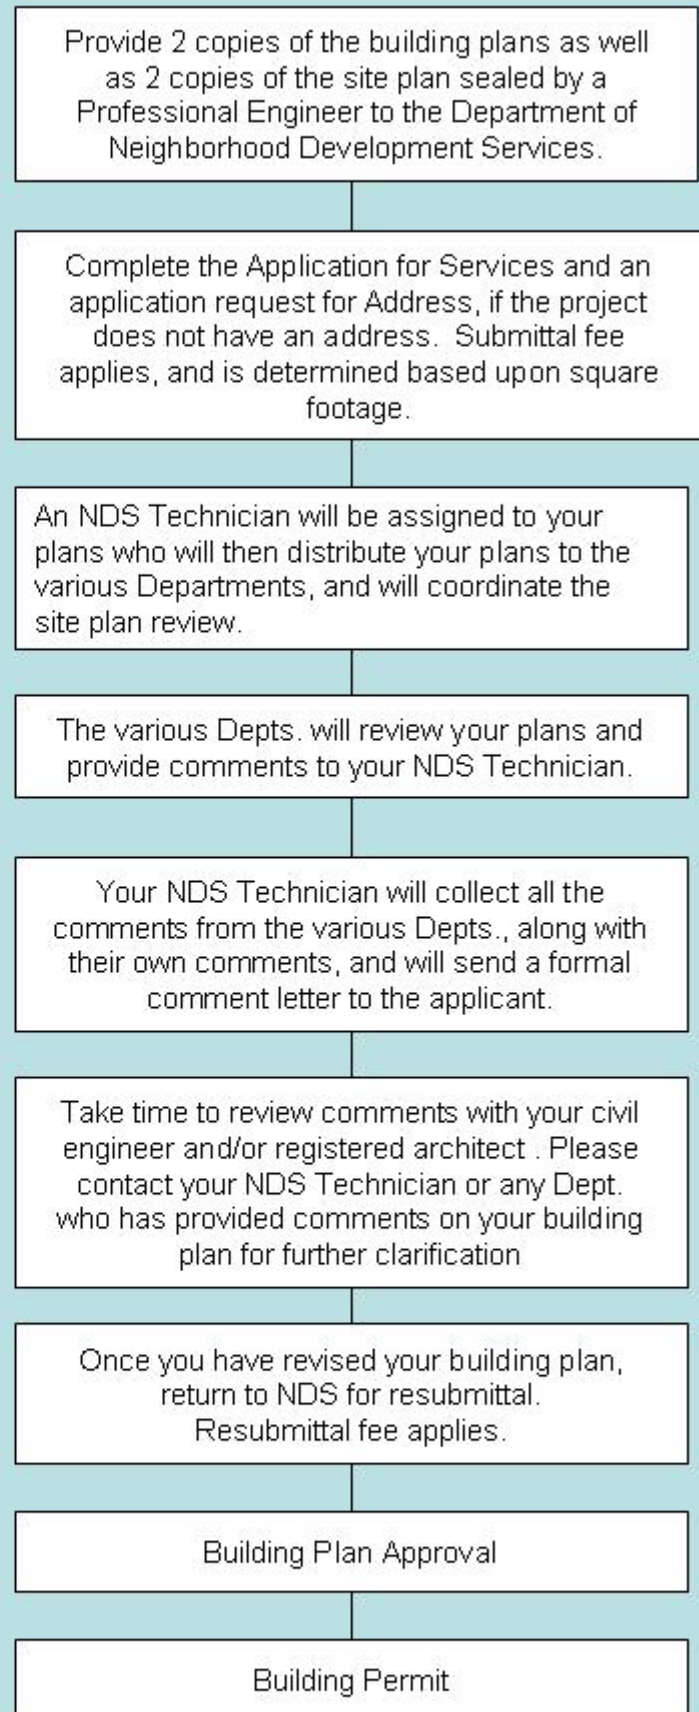 Provide 2 copies of the building plans as well
as 2 copies of the site plan sealed by a
Professional Engineer to the Department of
Neighborhood Development Services.
Complete the Application for Services and an
application request for Address, if the project
does not have an address.  Submittal fee
applies, and is determined based upon square
footage.
An NDS Technician will be assigned to your
plans who will then distribute your plans to the
various Departments, and will coordinate the
site plan review.
The various Depts. will review your plans and
provide comments to your NDS Technician.
Your NDS Technician will collect all the
comments from the various Depts., along with
their own comments, and will send a formal
comment letter to the applicant.
Take time to review comments with your civil
engineer and/or registered architect . Please
contact your NDS Technician or any Dept.
who has provided comments on your building
plan for further clarification
Once you have revised your building plan,
return to NDS for resubmittal.
Resubmittal fee applies.
Building Plan Approval
Building Permit